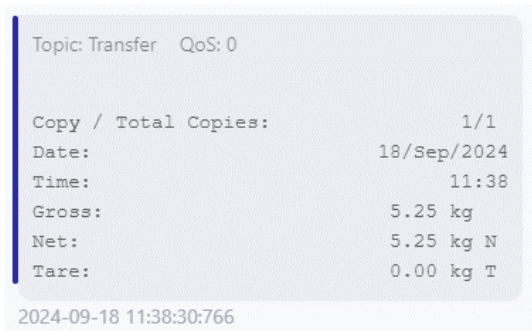 Topic: Transfer QoS: 0
Copy / Total Copies: 1/1
Date: 18/Sep/2024
Time: 11:38
Gross: 5.25 kg
Net: 5.25 kg N
Tare: 0.00 kg T
2024-09-18 11:38:30:766